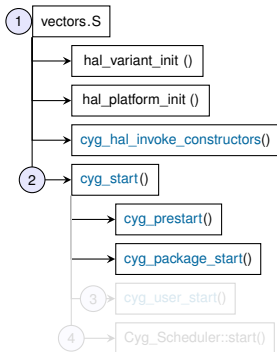 1 vectors.S
hal_variant_init ()
hal_platform_init ()
cyg_hal_invoke_constructors()
2 cyg_start()
cyg_prestart()
cyg_package_start()
3 cyg_user_start()
4 Cyg_Scheduler::start()